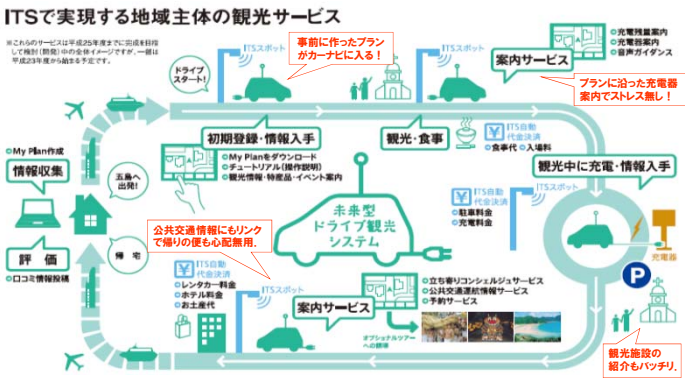 ITSで実現する地域主体の観光サービス
※これらのサービスは平成25年度までに完成を目指
して検討(開発)中の全体イメージですが、一部は
平成23年度から始まる予定です。
ドライブ
スタート!
ITSスポット
事前に作ったプラン
がカーナビに入る!
ITSスポット
案内サービス
充電残量案内
充電器案内
音声ガイダンス
プランに沿った充電器
案内でストレス無し!
初期登録・情報入手
My Planをダウンロード
チュートリアル(操作説明)
観光情報・特産品・イベント案内
観光・食事
¥
ITS自動
代金決済
食事代
入場料
観光中に充電・情報入手
ITSスポット
¥
ITS自動
代金決済
駐車料金
充電料金
充電器
P
観光施設の
紹介もバッチリ.
My Plan作成
情報収集
五島へ
出発!
評価
口コミ情報投稿
帰宅
未来型
ドライブ観光
システム
公共交通情報にもリンク
で帰りの便も心配無用.
¥
ITS自動
代金決済
レンタカー料金
ホテル料金
お土産代
ITSスポット
案内サービス
立ち寄りコンシェルジュサービス
公共交通運航情報サービス
予約サービス
オプショナルツアー
への誘導